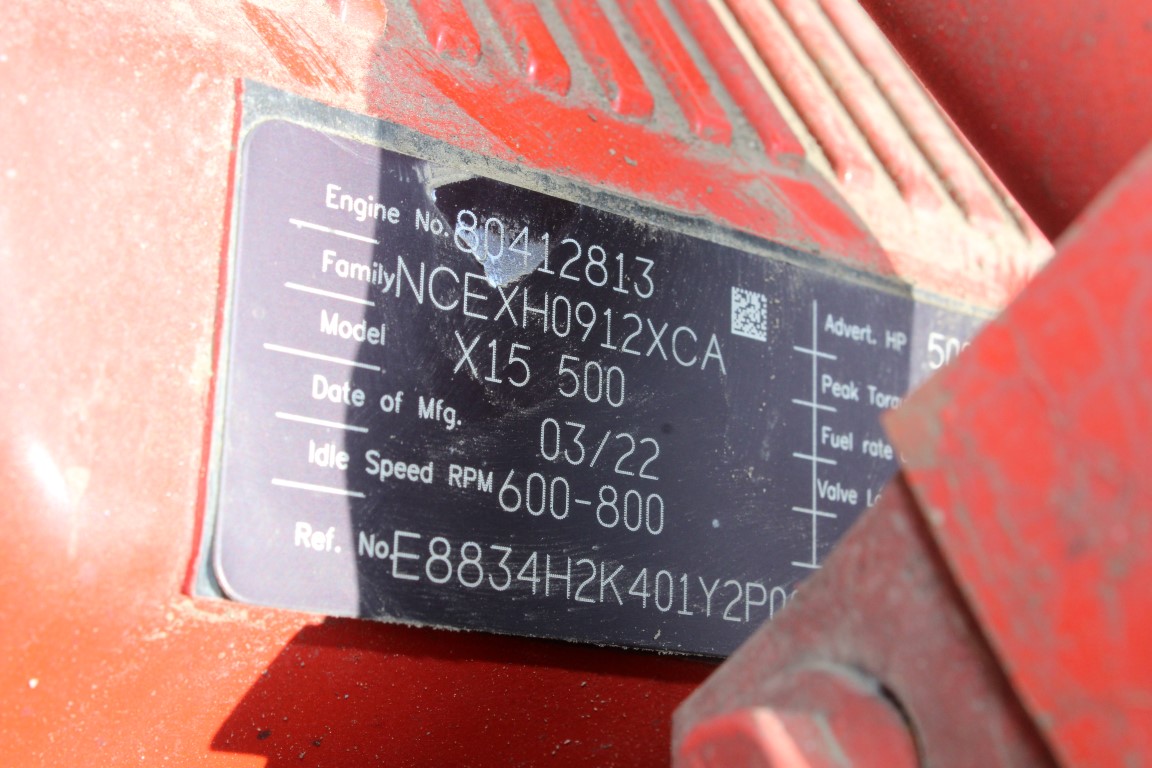 Engine No. 80412813
Family NCEXH0912XCA
Model X15 500
Date of Mfg. 03/22
Idle Speed RPM 600-800
Ref. No. E8834H2K401Y2P0
Advert. HP
Peak
Fuel rate
Valve